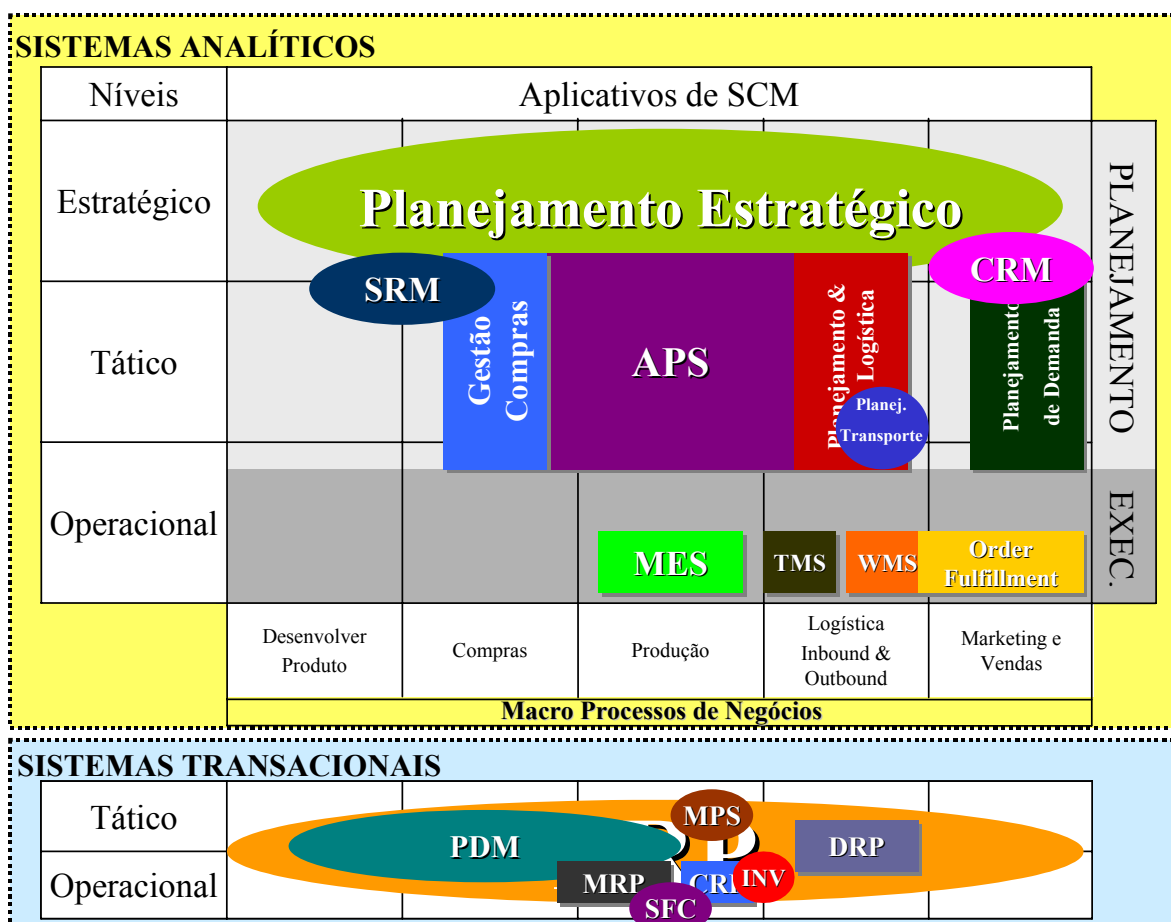 SISTEMAS ANALÍTICOS
Níveis
Aplicativos de SCM
Estratégico
Planejamento Estratégico
PLANEJAMENTO
SRM
CRM
Tático
Gestão
Compras
APS
Planejamento &
Logística
Planej.
Transporte
Planejamento
de Demanda
Operacional
EXEC.
MES
TMS
WMS
Order
Fulfillment
Desenvolver
Produto
Compras
Produção
Logística
Inbound &
Outbound
Marketing e
Vendas
Macro Processos de Negócios
SISTEMAS TRANSACIONAIS
Tático
MPS
PDM
DRP
Operacional
MRP
INV
SFC